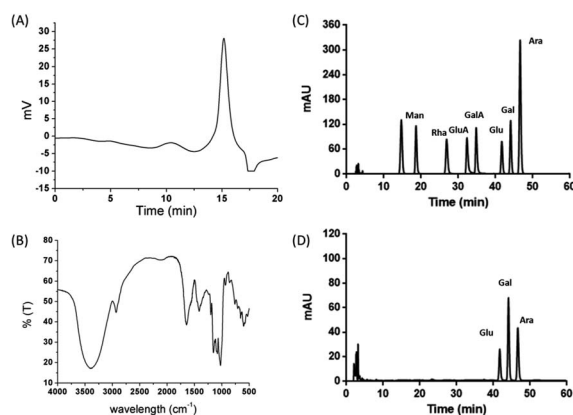 (A)
30
25
20
15
10
5
0
-5
-10
-15
mV
0 5 10 15 20
Time (min)
(B)
80
70
60
50
40
30
20
10
% (T)
4000 3500 3000 2500 2000 1500 1000 500
wavelength (cm⁻¹)
(C)
360
300
240
180
120
60
0
mAU
Man
Rha
GluA
GalA
Glu
Gal
Ara
0 10 20 30 40 50 60
Time (min)
(D)
120
100
80
60
40
20
0
mAU
Glu
Gal
Ara
0 10 20 30 40 50 60
Time (min)